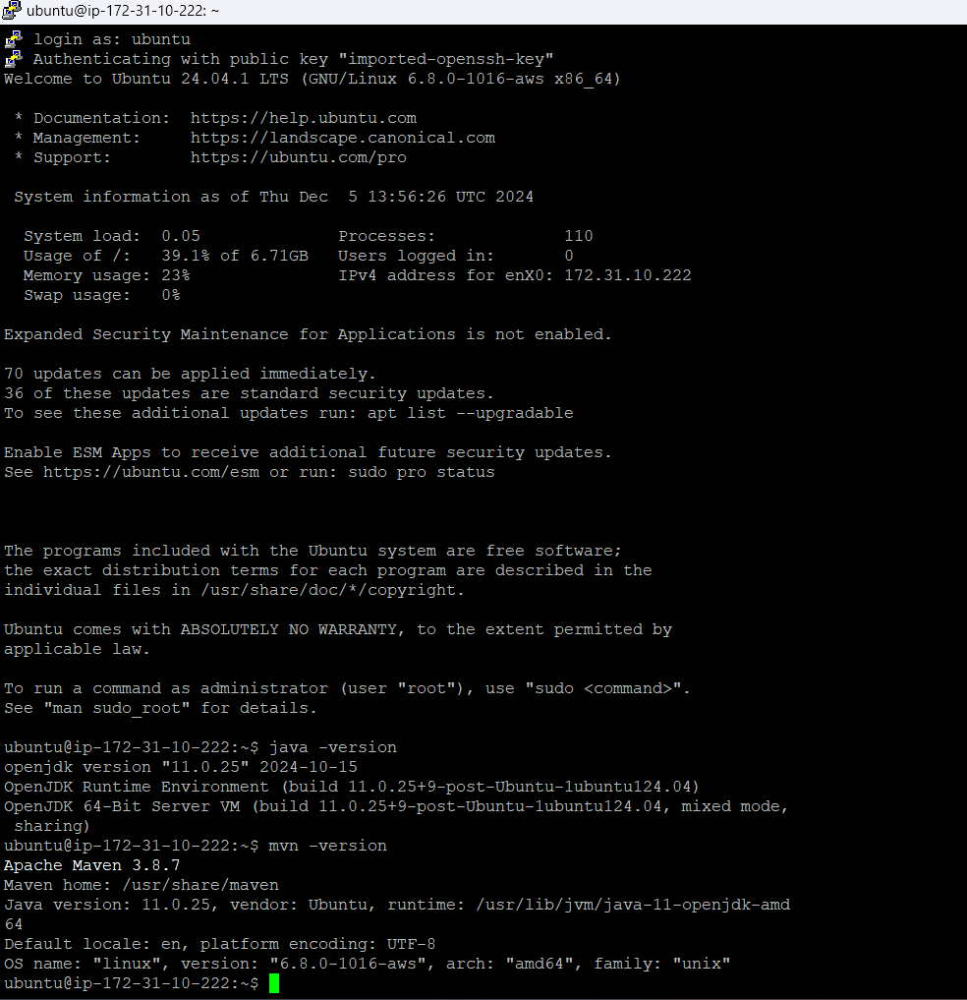 ubuntu@ip-172-31-10-222: ~
login as: ubuntu
Authenticating with public key "imported-openssh-key"
Welcome to Ubuntu 24.04.1 LTS (GNU/Linux 6.8.0-1016-aws x86_64)
* Documentation:  https://help.ubuntu.com
* Management:     https://landscape.canonical.com
* Support:        https://ubuntu.com/pro
System information as of Thu Dec  5 13:56:26 UTC 2024
System load:  0.05              Processes:             110
Usage of /:   39.1% of 6.71GB   Users logged in:       0
Memory usage: 23%               IPv4 address for enX0: 172.31.10.222
Swap usage:   0%
Expanded Security Maintenance for Applications is not enabled.
70 updates can be applied immediately.
36 of these updates are standard security updates.
To see these additional updates run: apt list --upgradable
Enable ESM Apps to receive additional future security updates.
See https://ubuntu.com/esm or run: sudo pro status
The programs included with the Ubuntu system are free software;
the exact distribution terms for each program are described in the
individual files in /usr/share/doc/*/copyright.
Ubuntu comes with ABSOLUTELY NO WARRANTY, to the extent permitted by
applicable law.
To run a command as administrator (user "root"), use "sudo <command>".
See "man sudo_root" for details.
ubuntu@ip-172-31-10-222:~$ java -version
openjdk version "11.0.25" 2024-10-15
OpenJDK Runtime Environment (build 11.0.25+9-post-Ubuntu-1ubuntu124.04)
OpenJDK 64-Bit Server VM (build 11.0.25+9-post-Ubuntu-1ubuntu124.04, mixed mode,
sharing)
ubuntu@ip-172-31-10-222:~$ mvn -version
Apache Maven 3.8.7
Maven home: /usr/share/maven
Java version: 11.0.25, vendor: Ubuntu, runtime: /usr/lib/jvm/java-11-openjdk-amd
64
Default locale: en, platform encoding: UTF-8
OS name: "linux", version: "6.8.0-1016-aws", arch: "amd64", family: "unix"
ubuntu@ip-172-31-10-222:~$